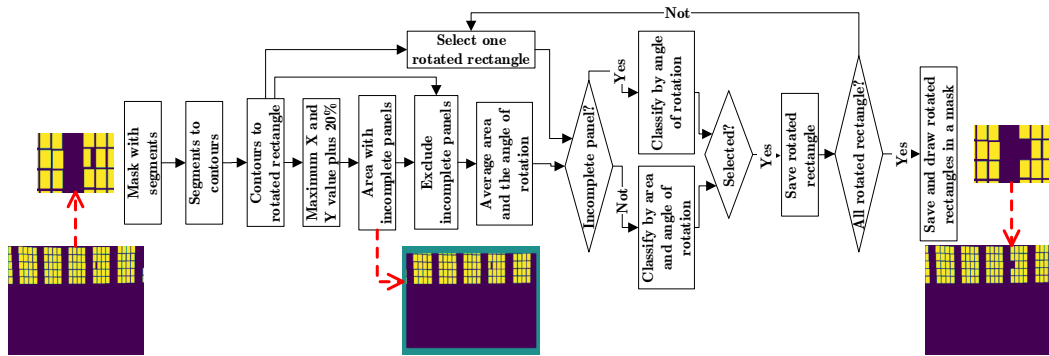 Not
Select one
rotated rectangle
Mask with
segments
Segments to
contours
Contours to
rotated rectangle
Maximum X and
Y value plus 20%
Area with
incomplete panels
Exclude
incomplete panels
Average area
and the angle of
rotation
Incomplete panel?
Yes
Not
Classify by angle
of rotation
Classify by area
and angle of
rotation
Selected?
Yes
Save rotated
rectangle
All rotated rectangle?
Yes
Save and draw rotated
rectangles in a mask